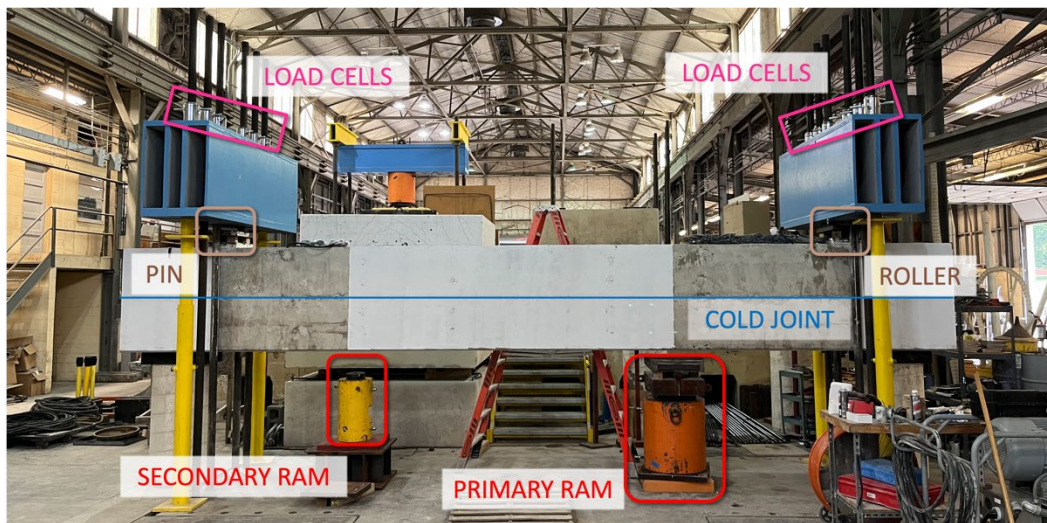 LOAD CELLS
LOAD CELLS
PIN
ROLLER
COLD JOINT
SECONDARY RAM
PRIMARY RAM